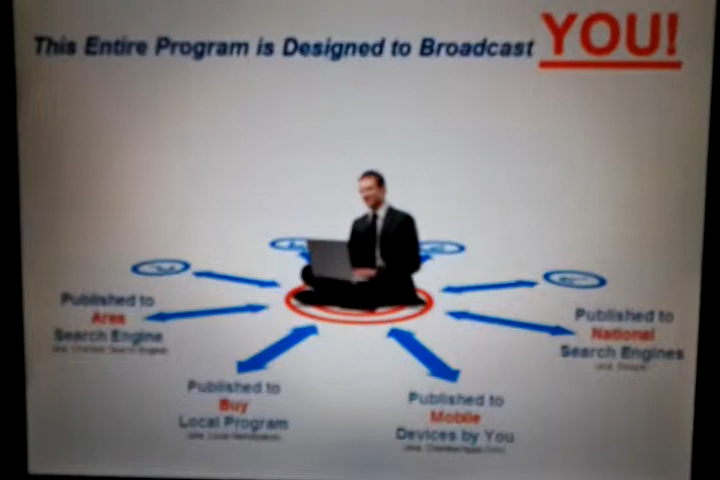 This Entire Program is Designed to Broadcast YOU!
Published to
Area
Search Engine
Published to
National
Search Engines
Published to
Buy
Local Program
Published to
Mobile
Devices by You